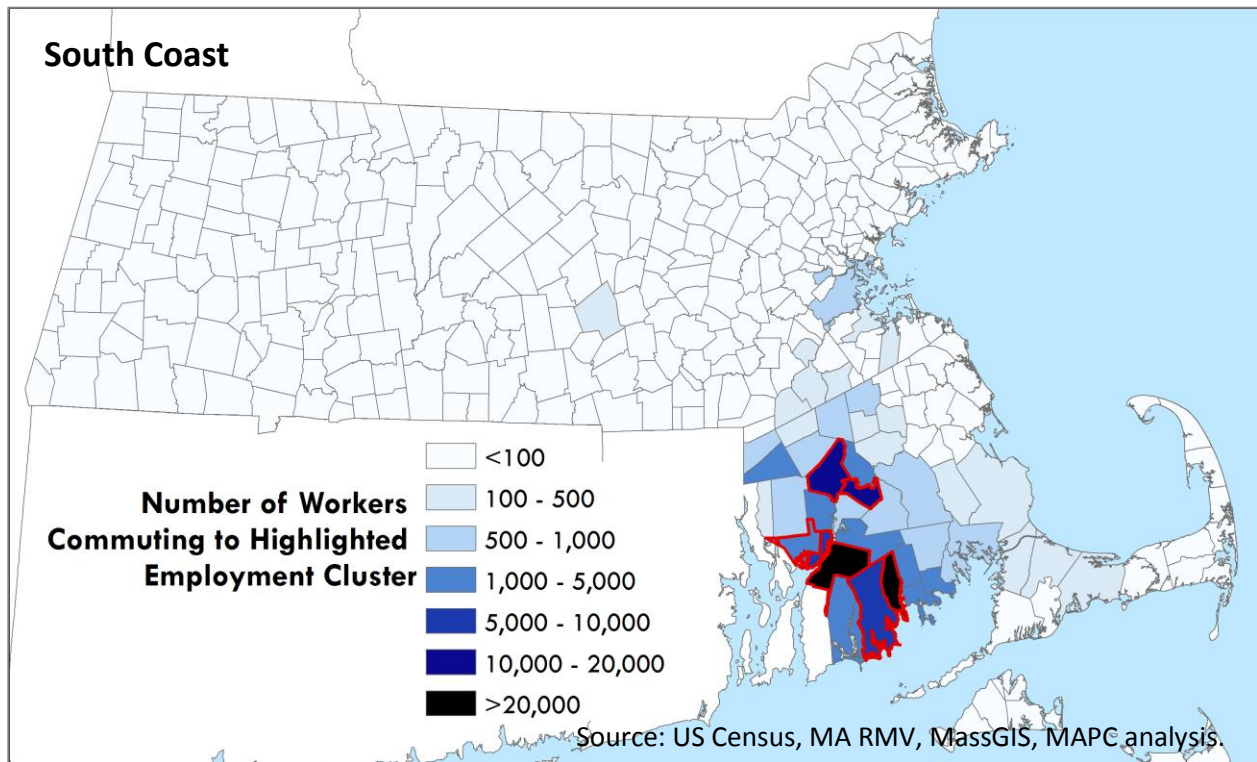 South Coast
Number of Workers
Commuting to Highlighted
Employment Cluster
<100
100 - 500
500 - 1,000
1,000 - 5,000
5,000 - 10,000
10,000 - 20,000
>20,000
Source: US Census, MA RMV, MassGIS, MAPC analysis.